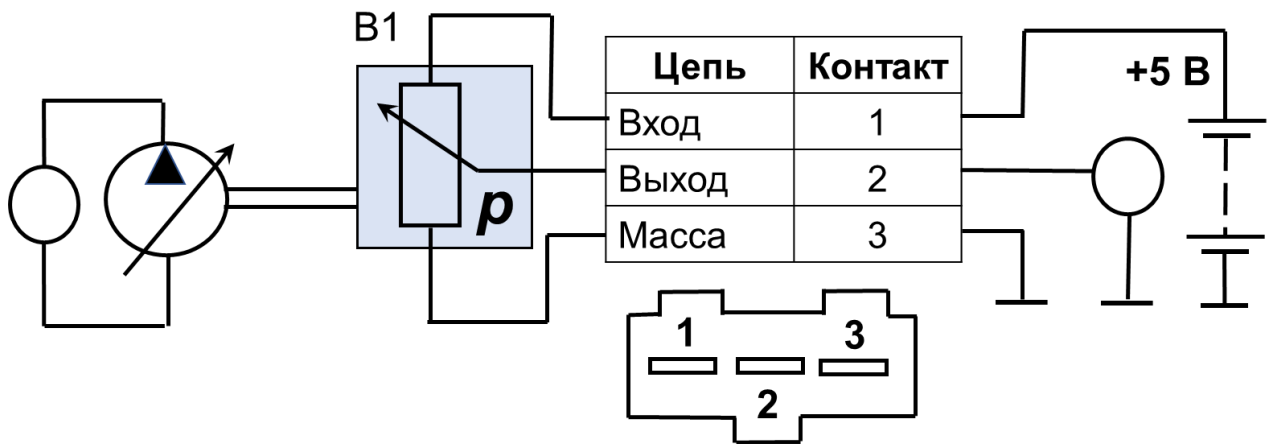 B1
Цепь Контакт
+5 В
Вход 1
Выход 2
p
Масса 3
1 3
2